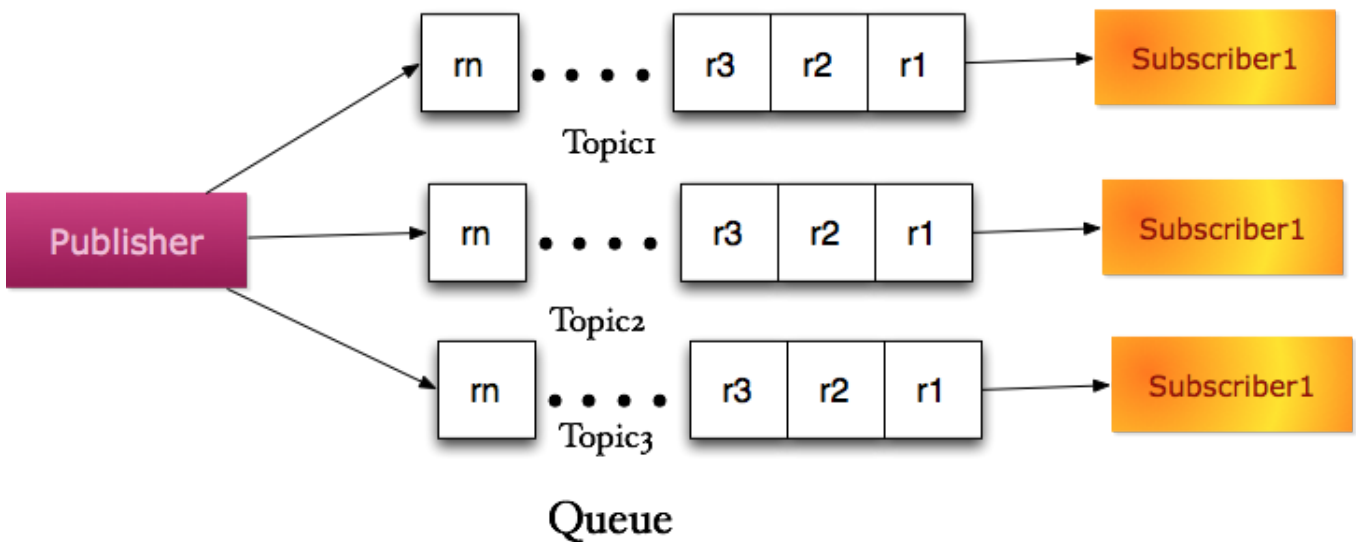 rn r3 r2 r1 Subscriber1
Topic1
Publisher
rn r3 r2 r1 Subscriber1
Topic2
rn r3 r2 r1 Subscriber1
Topic3
Queue